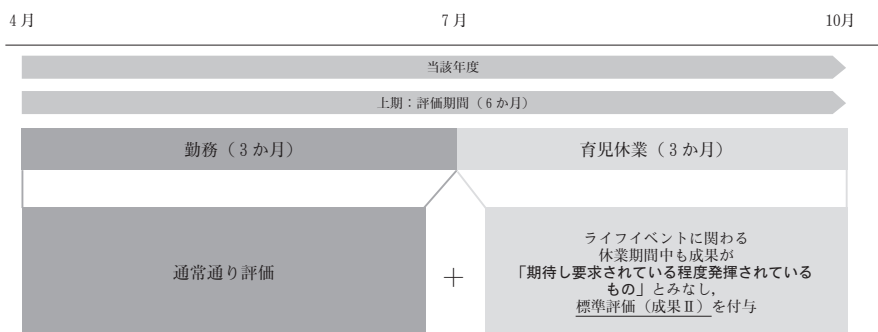 4月 7月 10月
当該年度
上期：評価期間（6か月）
勤務（3か月） 育児休業（3か月）
通常通り評価
＋
ライフイベントに関わる
休業期間中も成果が
「期待し要求されている程度発揮されている
もの」とみなし，
標準評価（成果Ⅱ）を付与